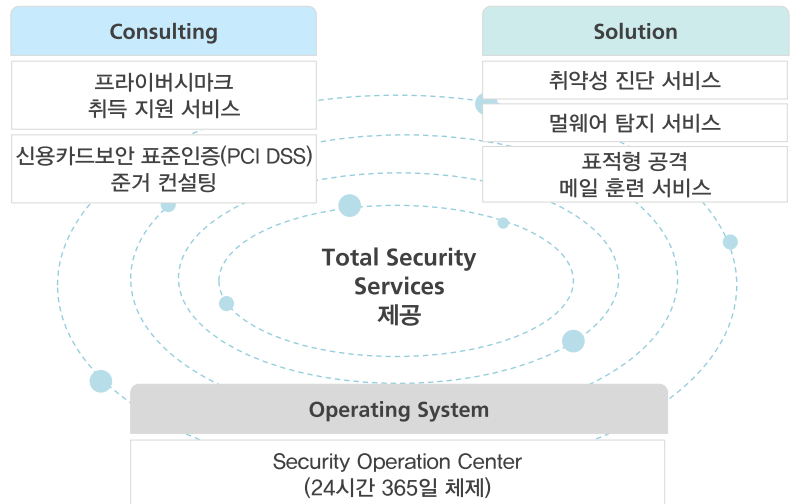 Consulting
프라이버시마크
취득 지원 서비스
신용카드보안 표준인증(PCI DSS)
준거 컨설팅
Solution
취약성 진단 서비스
멀웨어 탐지 서비스
표적형 공격
메일 훈련 서비스
Total Security
Services
제공
Operating System
Security Operation Center
(24시간 365일 체제)